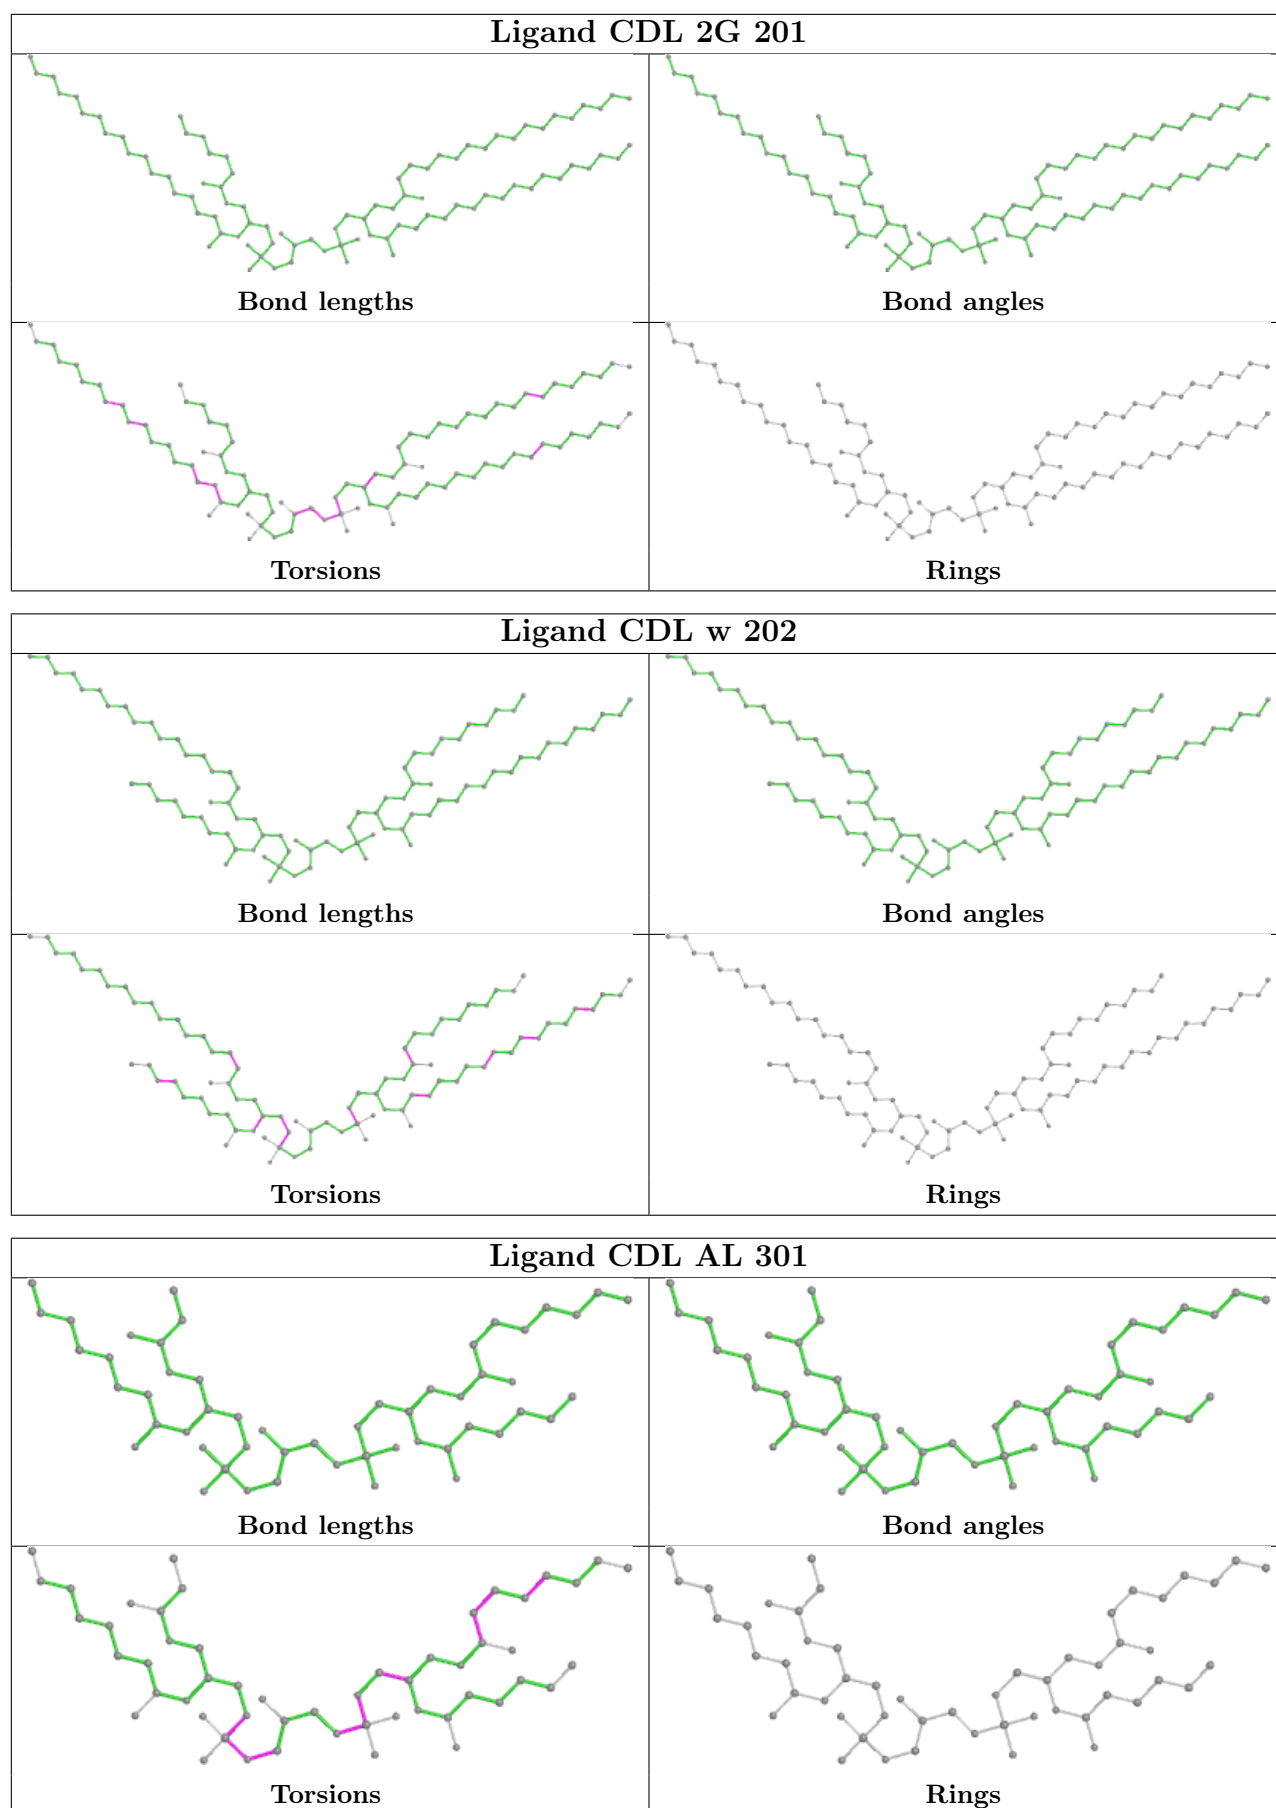 Ligand CDL 2G 201
Bond lengths
Bond angles
Torsions
Rings
Ligand CDL w 202
Bond lengths
Bond angles
Torsions
Rings
Ligand CDL AL 301
Bond lengths
Bond angles
Torsions
Rings